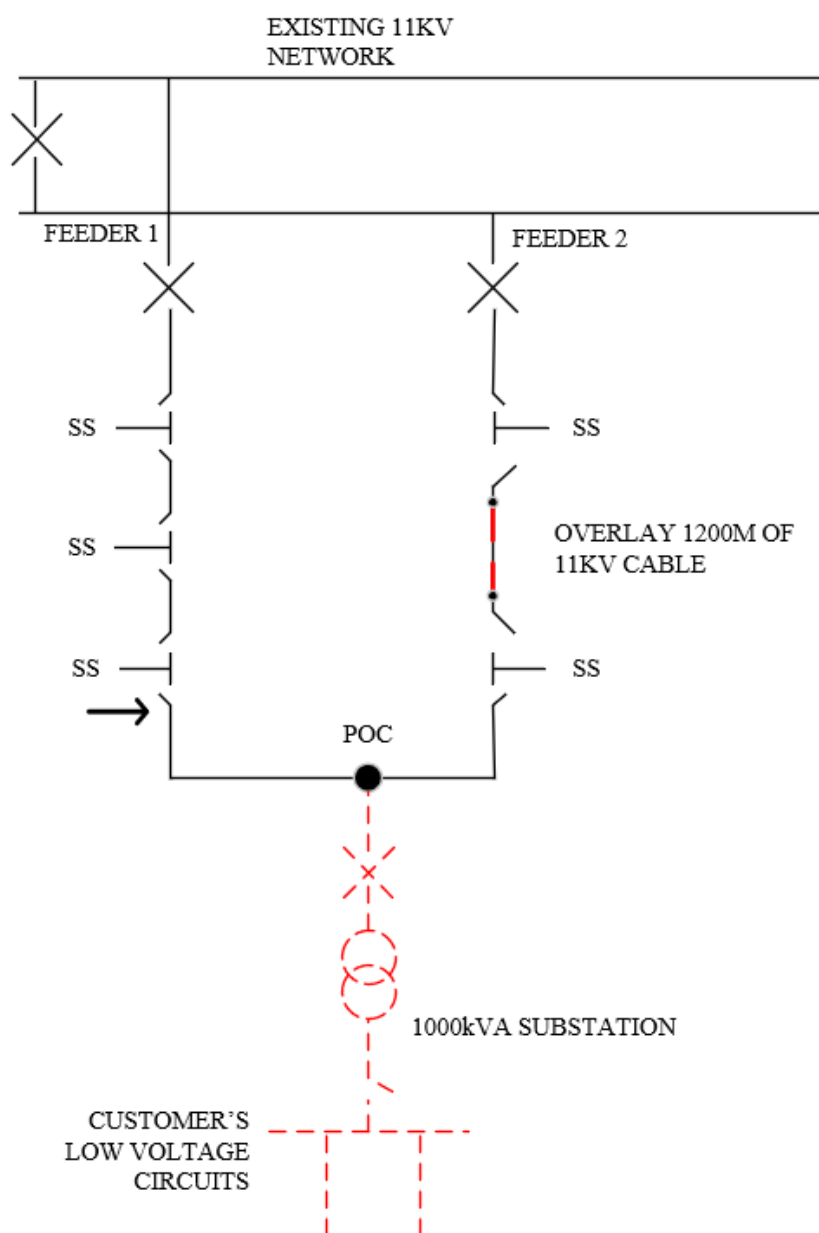 EXISTING 11KV
NETWORK
FEEDER 1
FEEDER 2
SS
SS
SS
OVERLAY 1200M OF
11KV CABLE
SS
SS
POC
1000kVA SUBSTATION
CUSTOMER’S
LOW VOLTAGE
CIRCUITS